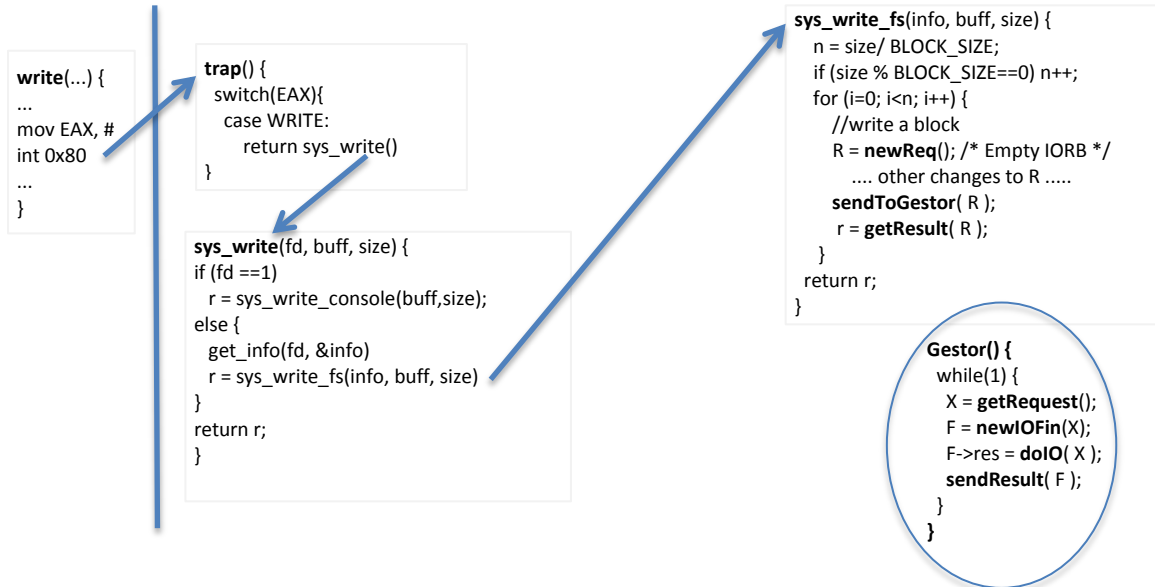 write(...) {
...
mov EAX, #
int 0x80
...
}
trap() {
switch(EAX){
case WRITE:
return sys_write()
}
sys_write(fd, buff, size) {
if (fd ==1)
r = sys_write_console(buff,size);
else {
get_info(fd, &info)
r = sys_write_fs(info, buff, size)
}
return r;
}
sys_write_fs(info, buff, size) {
n = size/ BLOCK_SIZE;
if (size % BLOCK_SIZE==0) n++;
for (i=0; i<n; i++) {
//write a block
R = newReq(); /* Empty IORB */
.... other changes to R .....
sendToGestor( R );
r = getResult( R );
}
return r;
}
Gestor() {
while(1) {
X = getRequest();
F = newIOFin(X);
F->res = doIO( X );
sendResult( F );
}
}